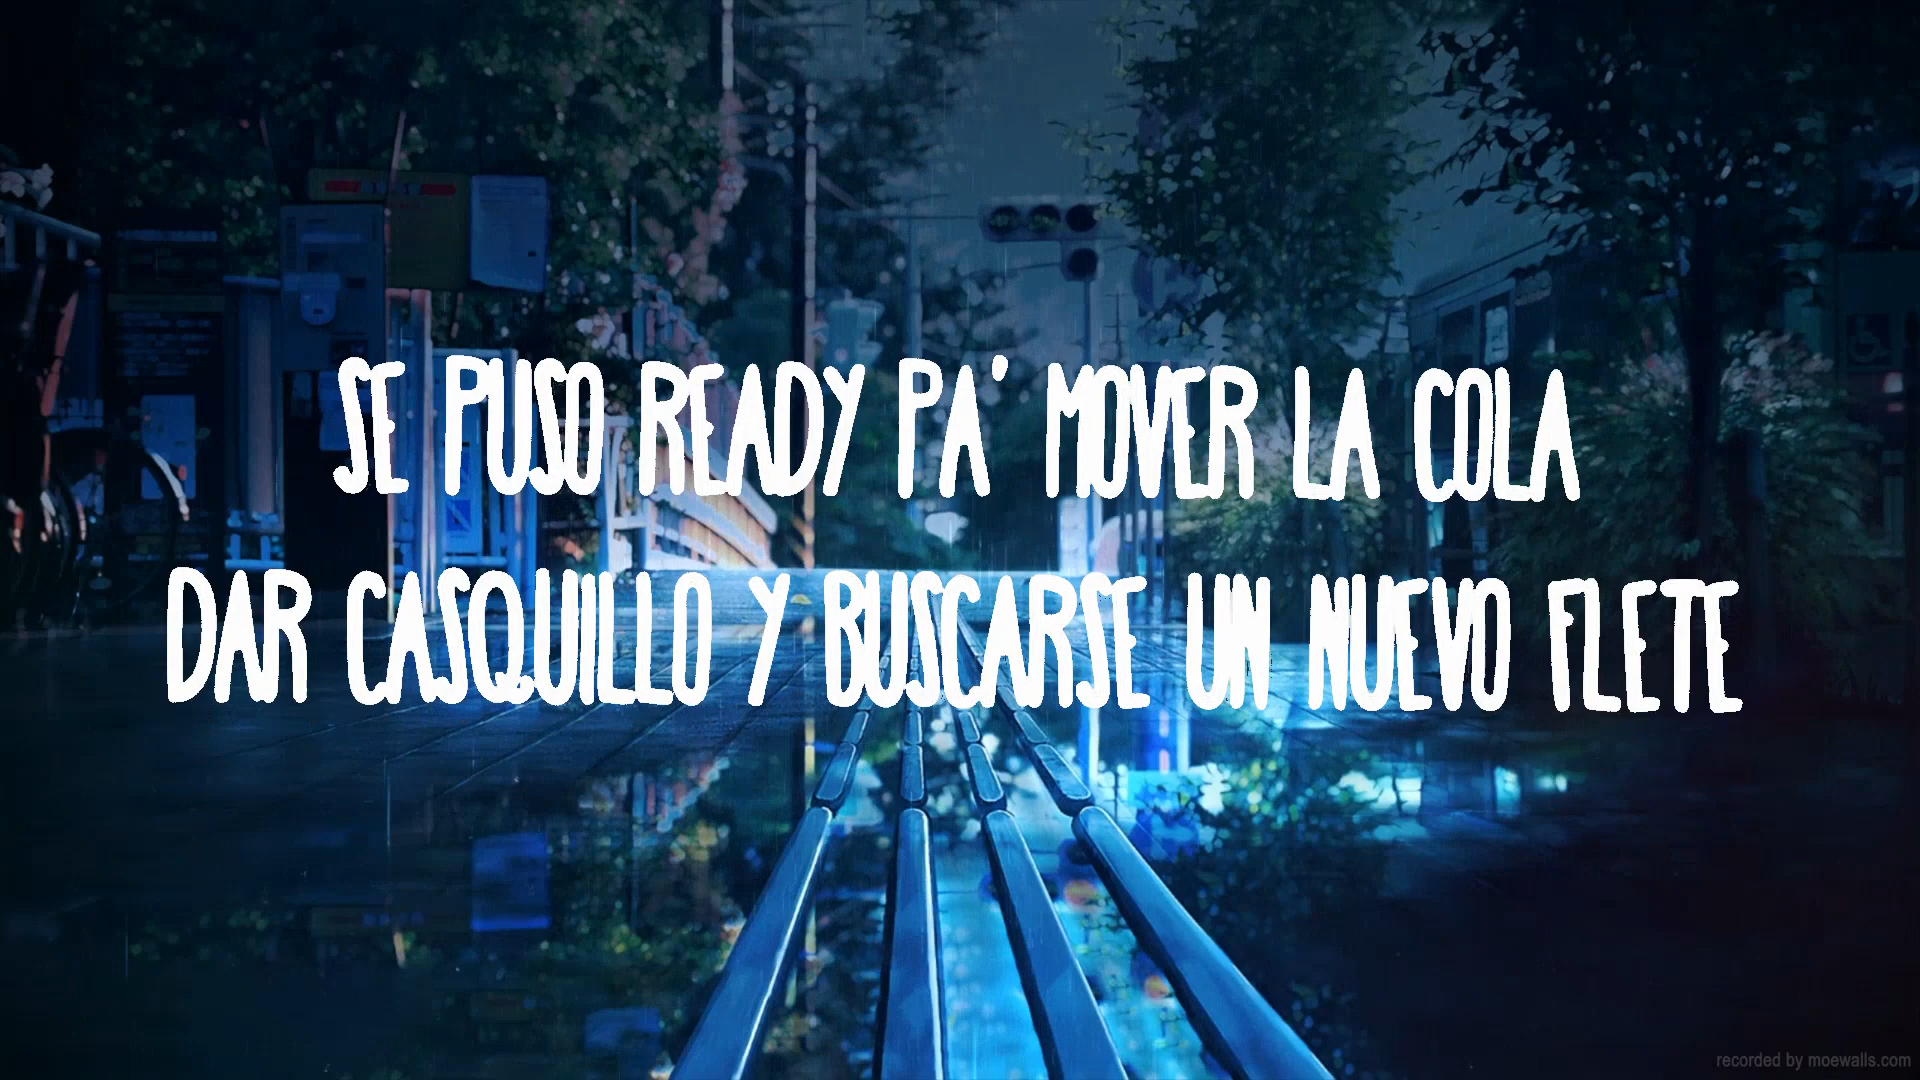 SE PUSO READY PA' MOVER LA COLA
DAR CASQUILLO Y BUSCARSE UN NUEVO FLETE
recorded by moewalls.com